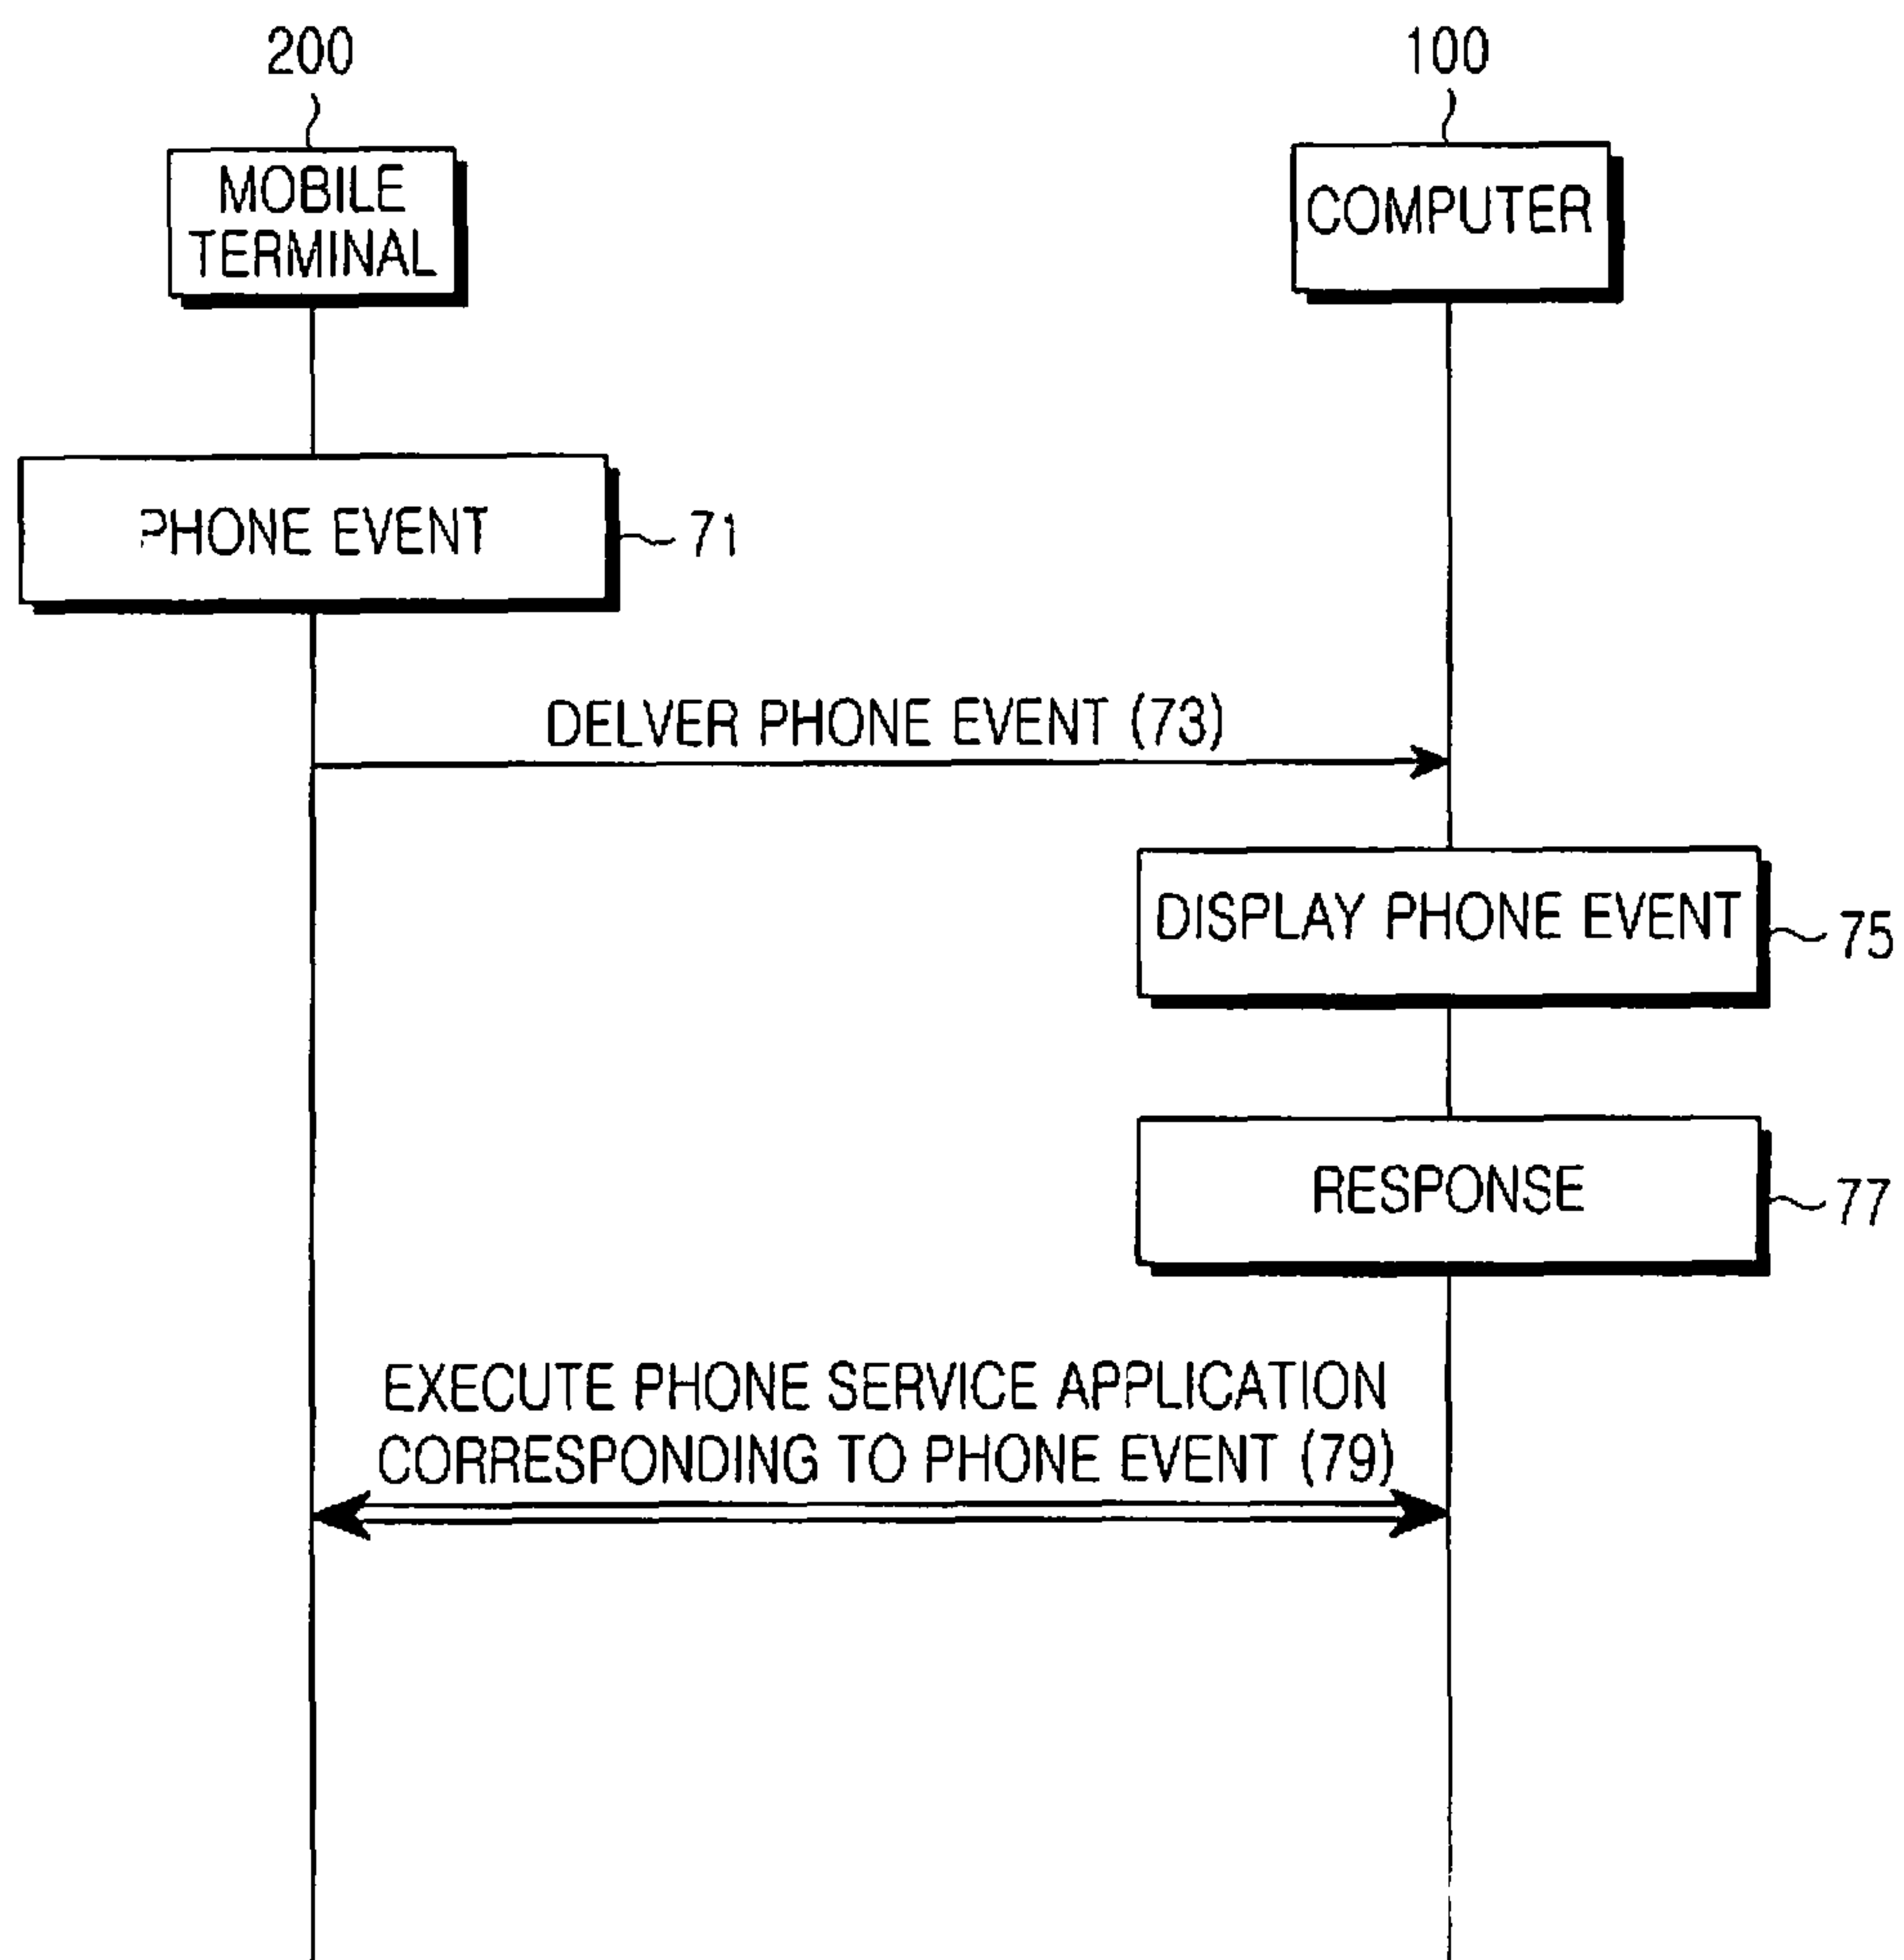 200
100
MOBILE
TERMINAL
COMPUTER
PHONE EVENT
71
DELVER PHONE EVENT (73)
DISPLAY PHONE EVENT
75
RESPONSE
77
EXECUTE PHONE SERVICE APPLICATION
CORRESPONDING TO PHONE EVENT (79)